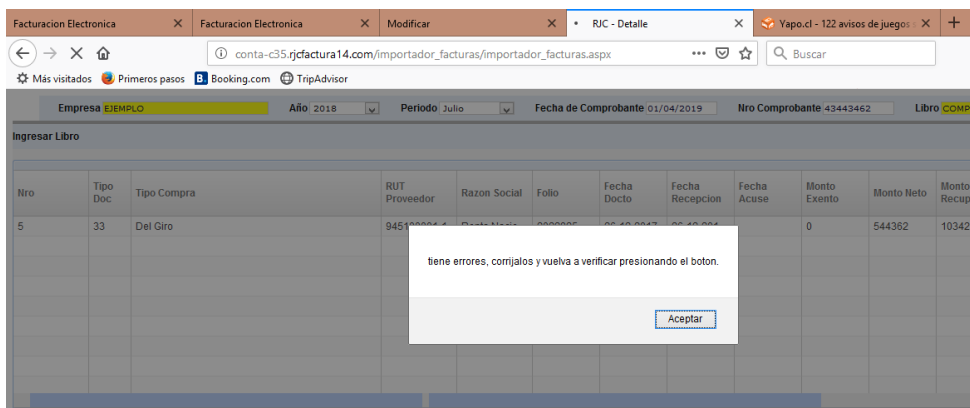 Facturacion Electronica Facturacion Electronica Modificar RJC - Detalle Yapo.cl - 122 avisos de juegos
conta-c35.rjcfactura14.com/importador_facturas/importador_facturas.aspx Buscar
Más visitados Primeros pasos B. Booking.com TripAdvisor
Empresa EJEMPLO Año 2018 Periodo Julio Fecha de Comprobante 01/04/2019 Nro Comprobante 43443462 Libro COMP
Ingresar Libro
Nro Tipo Doc Tipo Compra RUT Proveedor Razon Social Folio Fecha Docto Fecha Recepcion Fecha Acuse Monto Exento Monto Neto Monto Recup
5 33 Del Giro 0 544362 10342
tiene errores, corrijalos y vuelva a verificar presionando el boton.
Aceptar